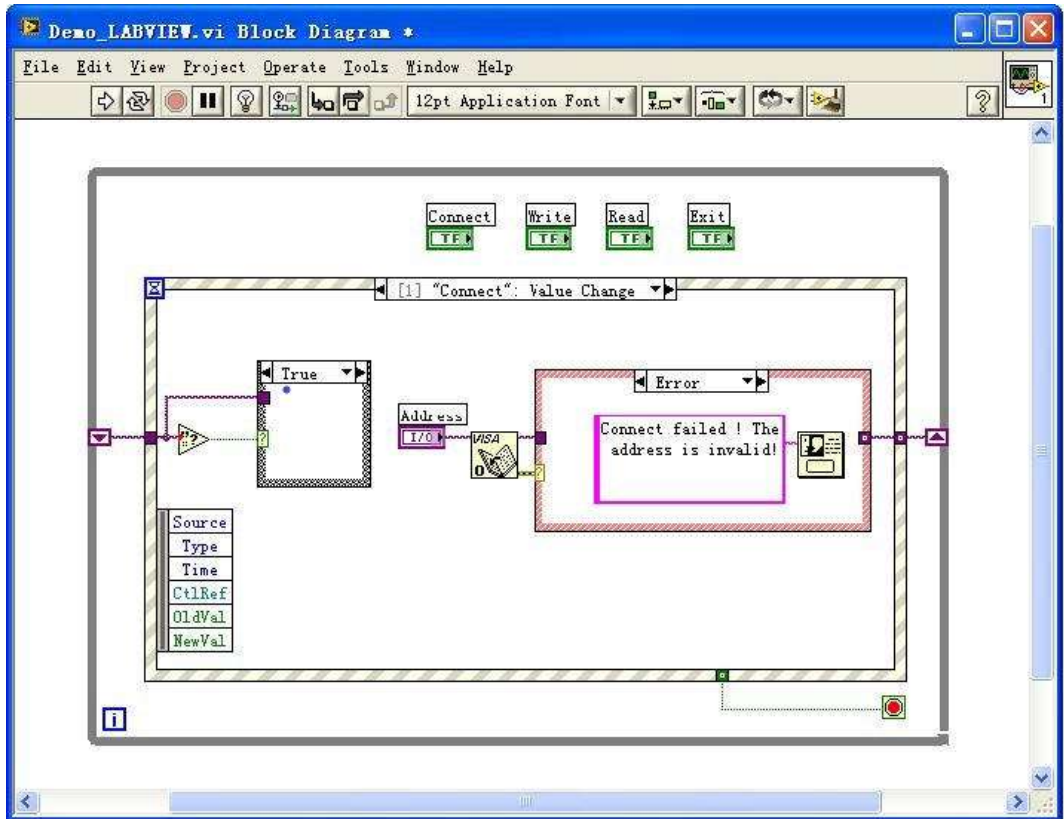 Demo_LABVIEW.vi Block Diagram *
File Edit View Project Operate Tools Window Help
12pt Application Font
?
1
Connect Write Read Exit
TF TF TF TF
[1] "Connect": Value Change
True
Error
Address
I/O
VISA
Connect failed ! The
address is invalid!
?
?
?
Source
Type
Time
CtlRef
OldVal
NewVal
i